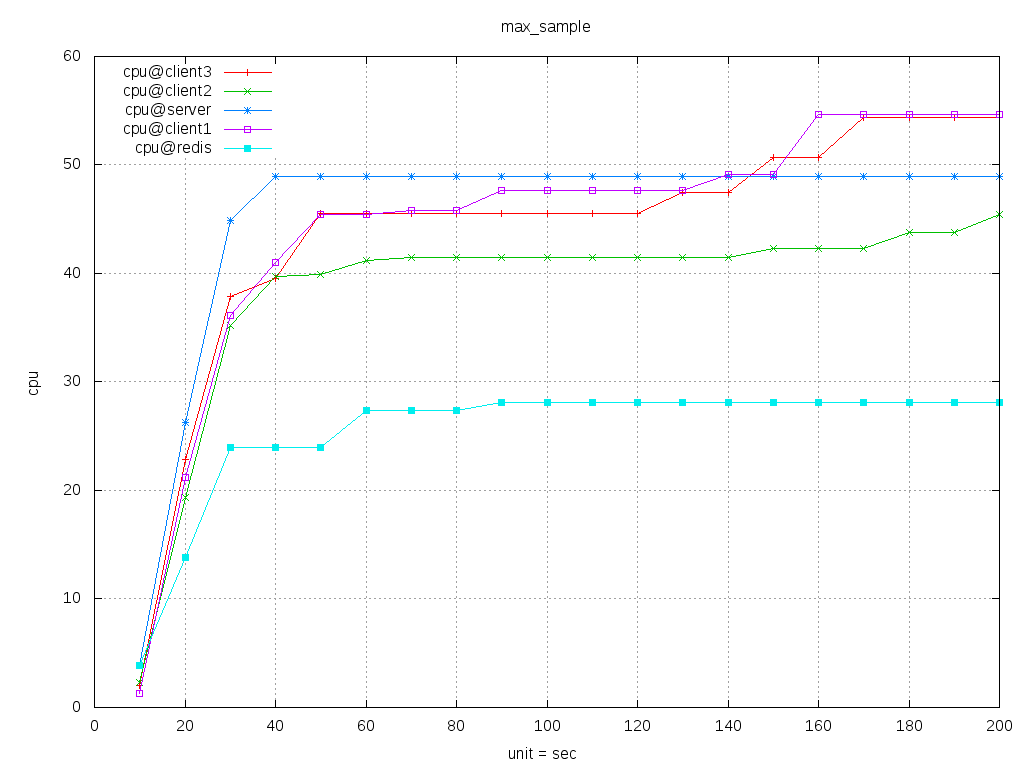 max_sample
60
50
40
30
20
10
0
cpu
cpu@client3
cpu@client2
cpu@server
cpu@client1
cpu@redis
0 20 40 60 80 100 120 140 160 180 200
unit = sec